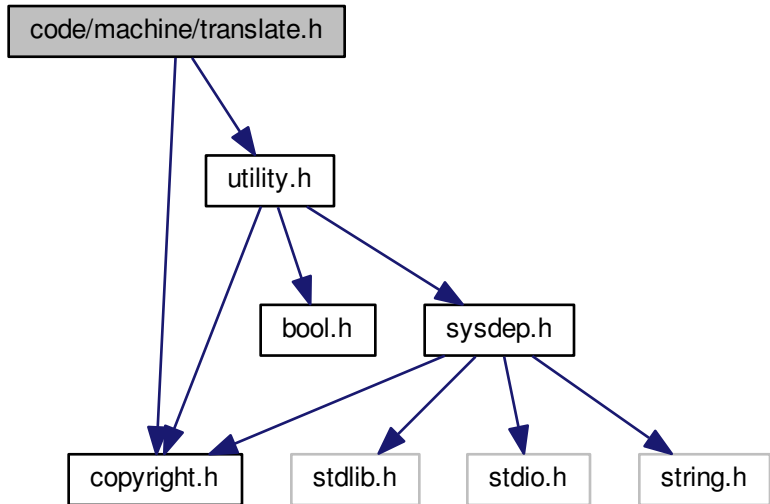 code/machine/translate.h
utility.h
bool.h
sysdep.h
copyright.h
stdlib.h
stdio.h
string.h